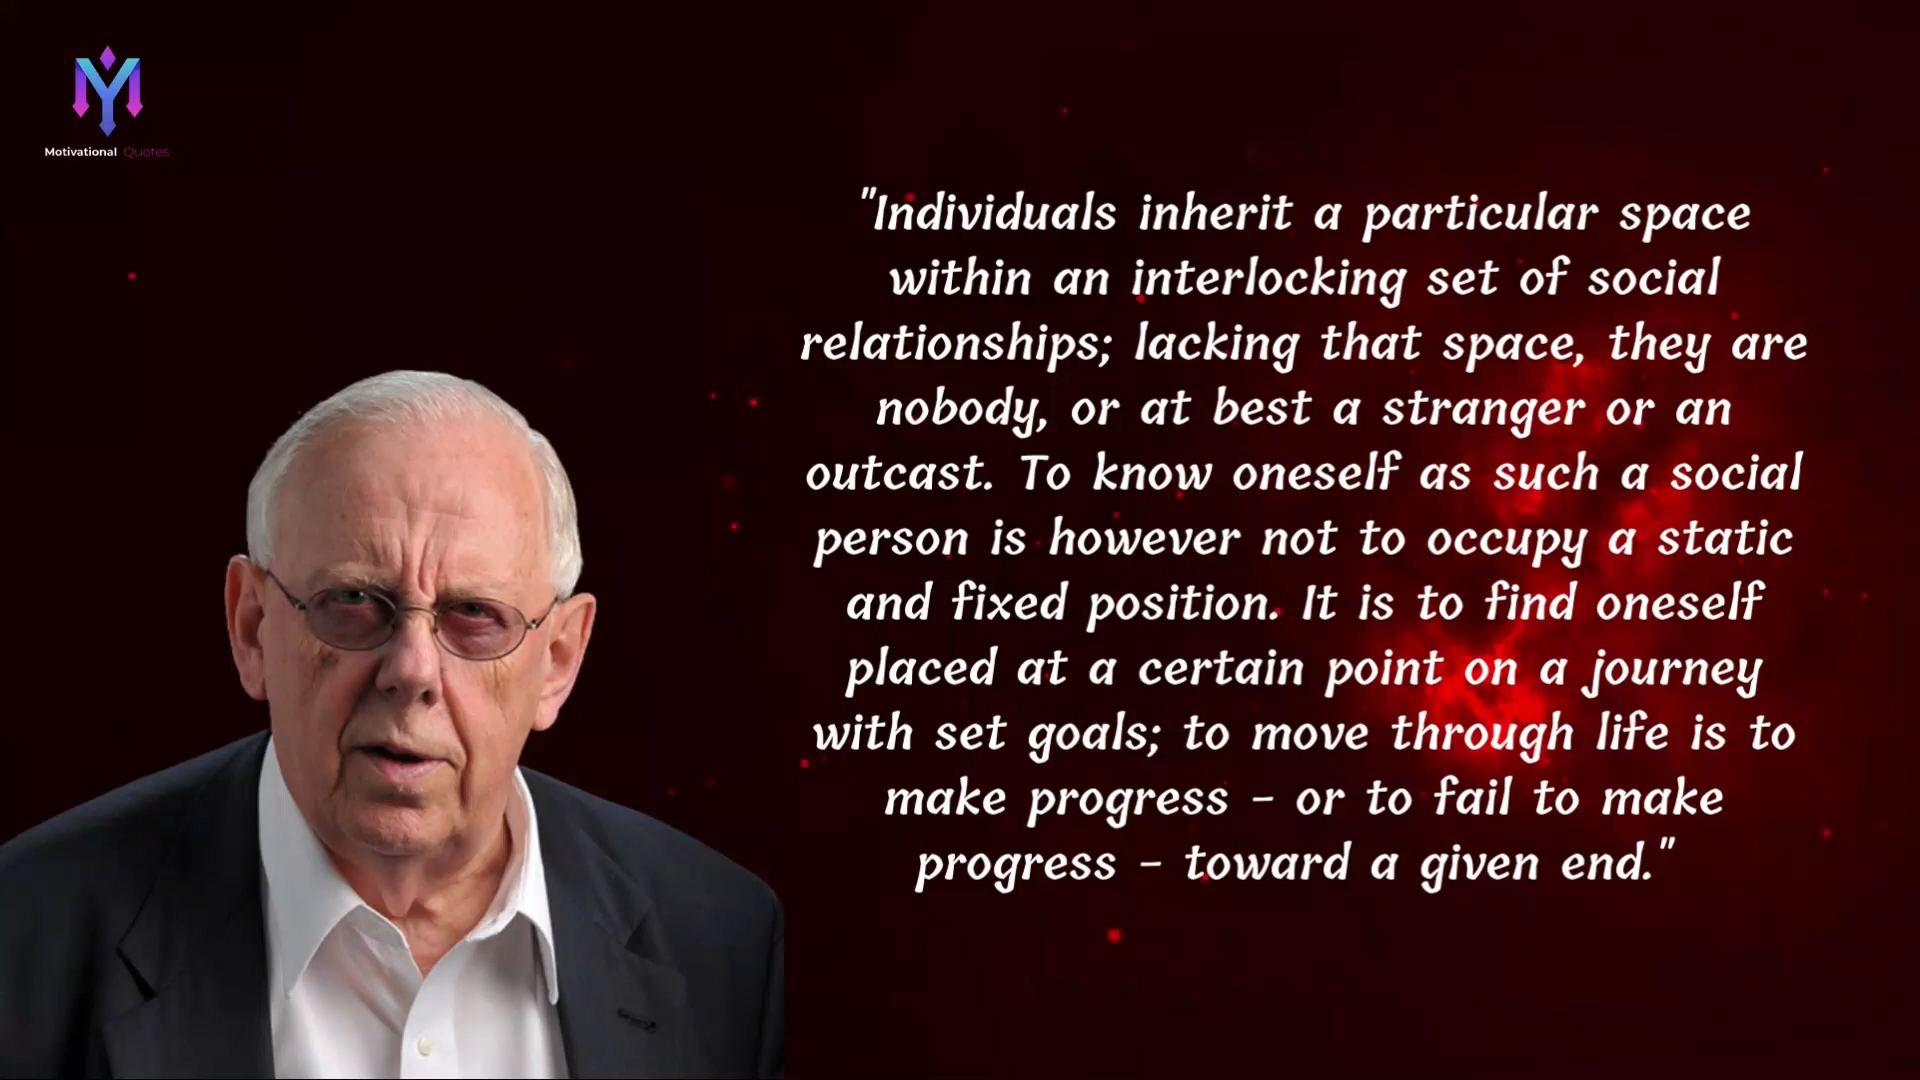 Motivational Quotes
"Individuals inherit a particular space
within an interlocking set of social
relationships; lacking that space, they are
nobody, or at best a stranger or an
outcast. To know oneself as such a social
person is however not to occupy a static
and fixed position. It is to find oneself
placed at a certain point on a journey
with set goals; to move through life is to
make progress - or to fail to make
progress - toward a given end."